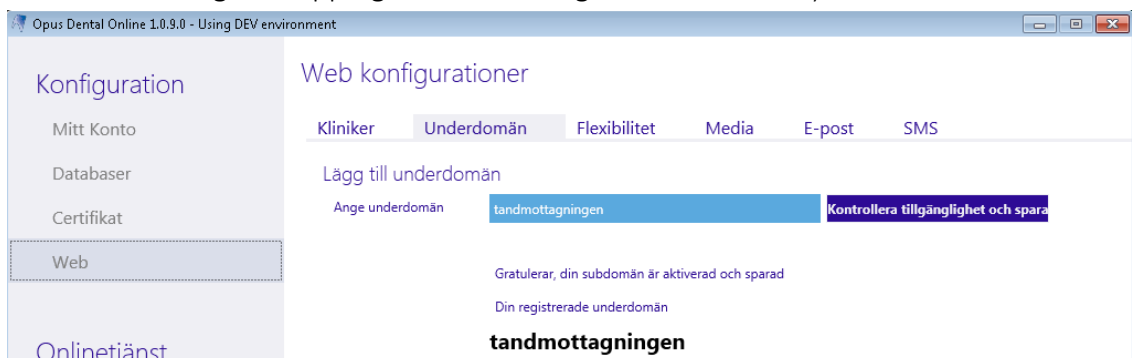 Opus Dental Online 1.0.9.0 - Using DEV environment
Konfiguration
Mitt Konto
Databaser
Certifikat
Web
Onlinetjänst
Web konfigurationer
Kliniker Underdomän Flexibilitet Media E-post SMS
Lägg till underdomän
Ange underdomän tandmottagningen Kontrollera tillgänglighet och spara
Gratulerar, din subdomän är aktiverad och sparad
Din registrerade underdomän
tandmottagningen